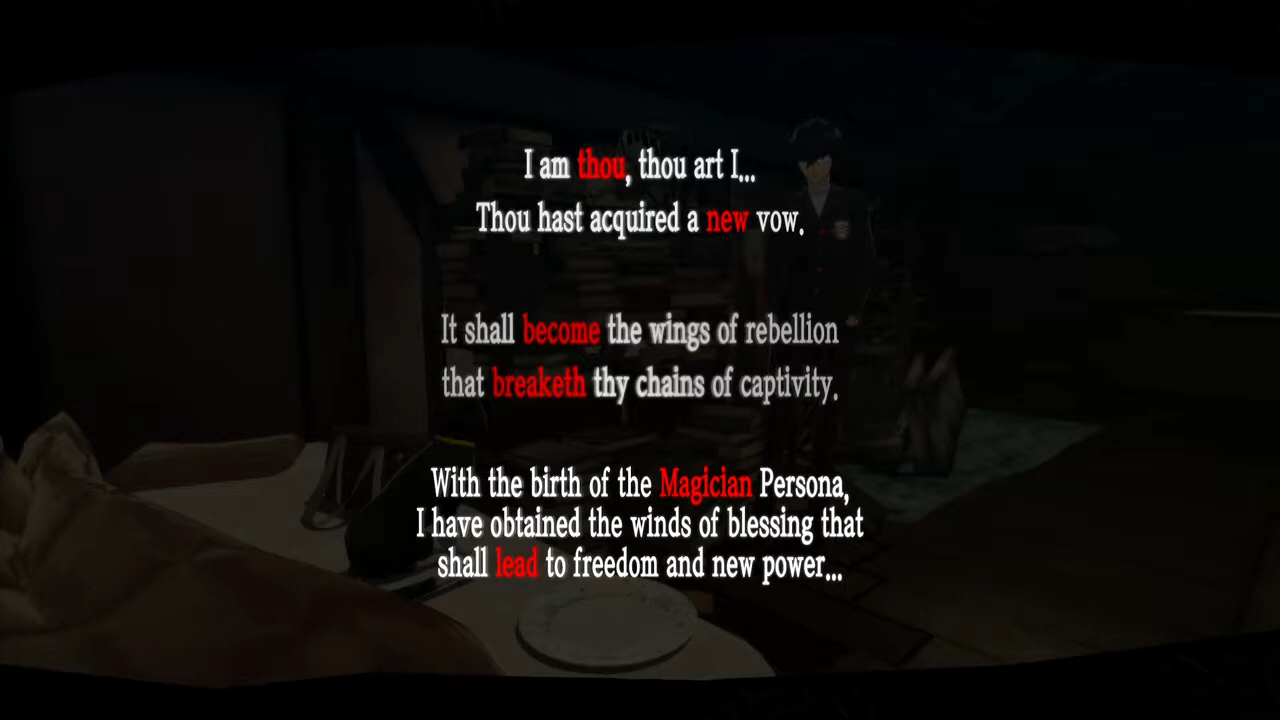 I am thou, thou art I...
Thou hast acquired a new vow.
It shall become the wings of rebellion
that breaketh thy chains of captivity.
With the birth of the Magician Persona,
I have obtained the winds of blessing that
shall lead to freedom and new power...